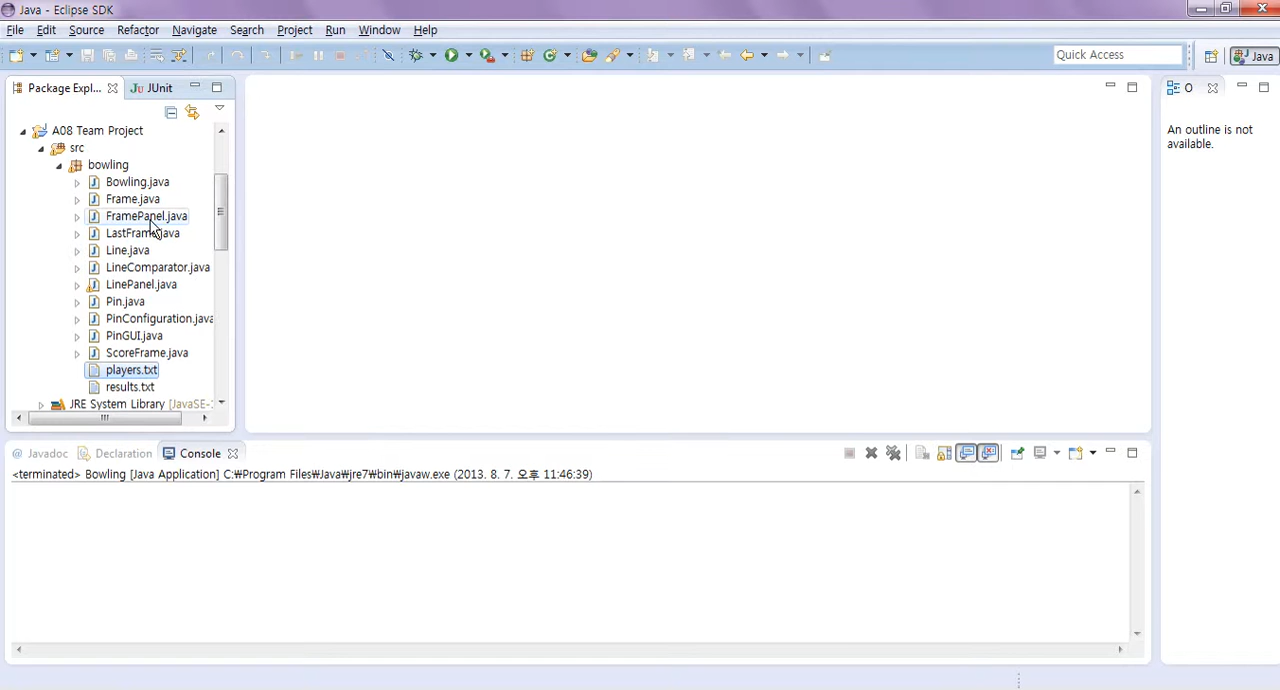 Java - Eclipse SDK
File Edit Source Refactor Navigate Search Project Run Window Help
Quick Access
Java
Package Expl...
JUnit
O
A08 Team Project
src
bowling
Bowling.java
Frame.java
FramePanel.java
LastFrame.java
Line.java
LineComparator.java
LinePanel.java
Pin.java
PinConfiguration.java
PinGUI.java
ScoreFrame.java
players.txt
results.txt
JRE System Library [JavaSE-
An outline is not
available.
@ Javadoc Declaration Console
<terminated> Bowling [Java Application] C:₩Program Files₩Java₩jre7₩bin₩javaw.exe (2013. 8. 7. 오후 11:46:39)